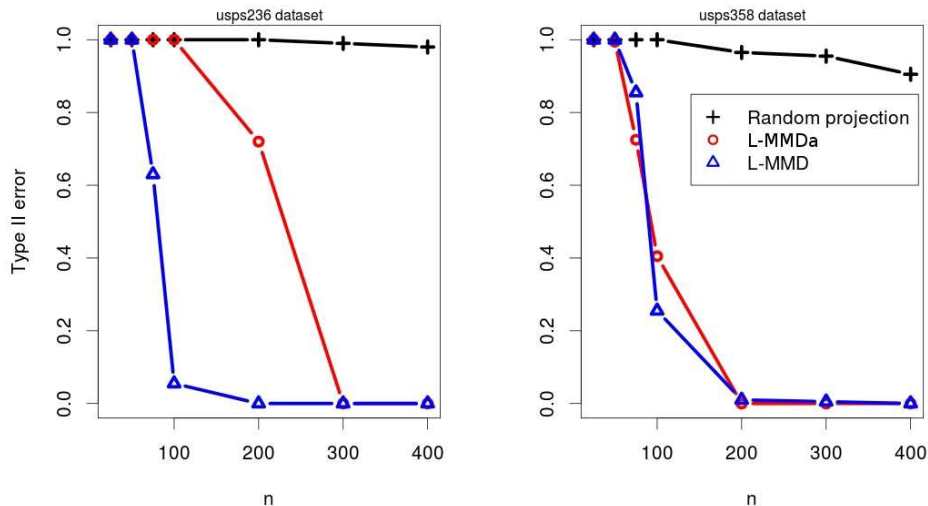 usps236 dataset
Type II error
1.0
0.8
0.6
0.4
0.2
0.0
100
200
300
400
n
usps358 dataset
1.0
0.8
0.6
0.4
0.2
0.0
Random projection
L-MMDa
L-MMD
100
200
300
400
n